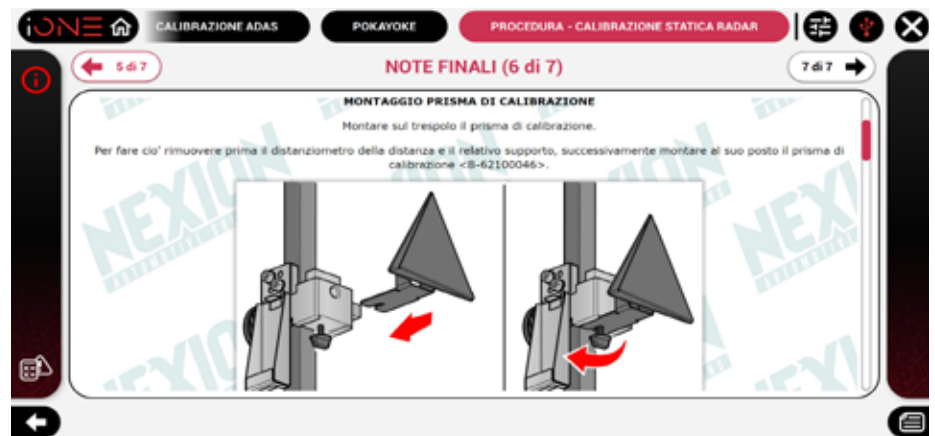 iONE
CALIBRAZIONE ADAS
POKAYOKE
PROCEDURA - CALIBRAZIONE STATICA RADAR
5 di 7
NOTE FINALI (6 di 7)
7 di 7
MONTAGGIO PRISMA DI CALIBRAZIONE
Montare sul trespolo il prisma di calibrazione.
Per fare cio' rimuovere prima il distanziometro della distanza e il relativo supporto, successivamente montare al suo posto il prisma di
calibrazione <8-62100046>.
NEXION